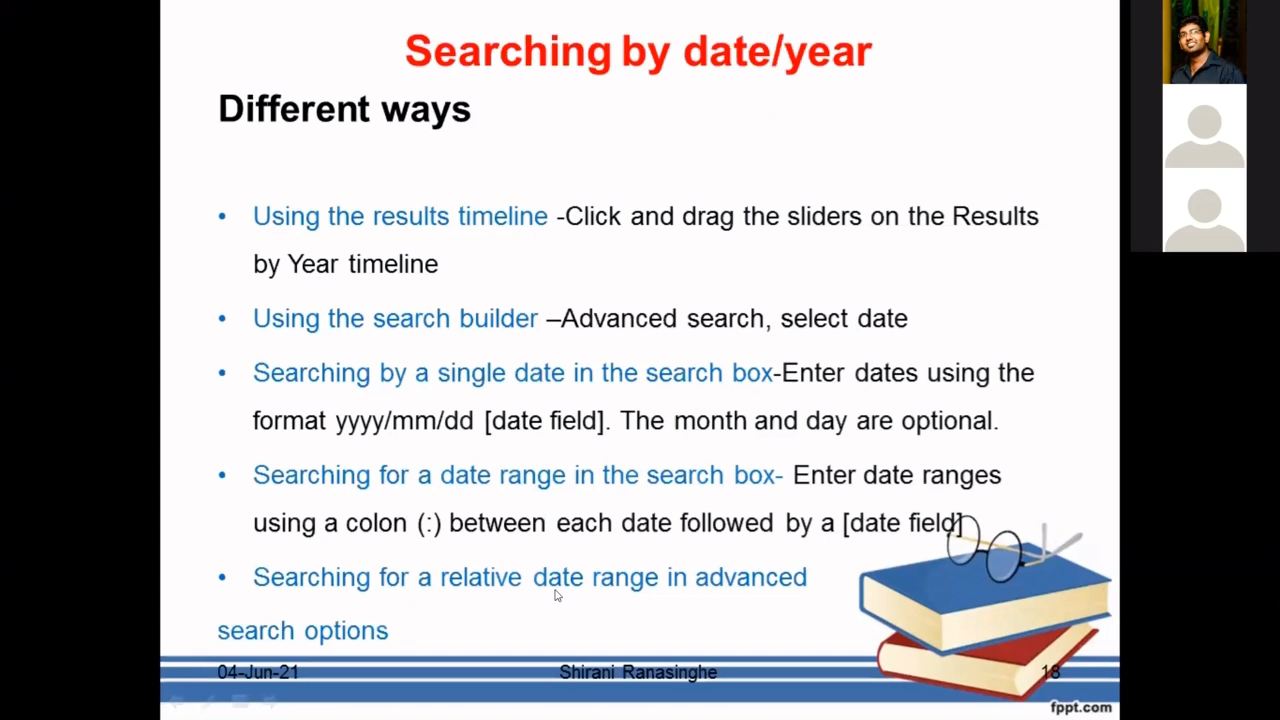 Searching by date/year
Different ways
• Using the results timeline -Click and drag the sliders on the Results
by Year timeline
• Using the search builder –Advanced search, select date
• Searching by a single date in the search box-Enter dates using the
format yyyy/mm/dd [date field]. The month and day are optional.
• Searching for a date range in the search box- Enter date ranges
using a colon (:) between each date followed by a [date field]
• Searching for a relative date range in advanced
search options
04-Jun-21 Shirani Ranasinghe 18
fppt.com